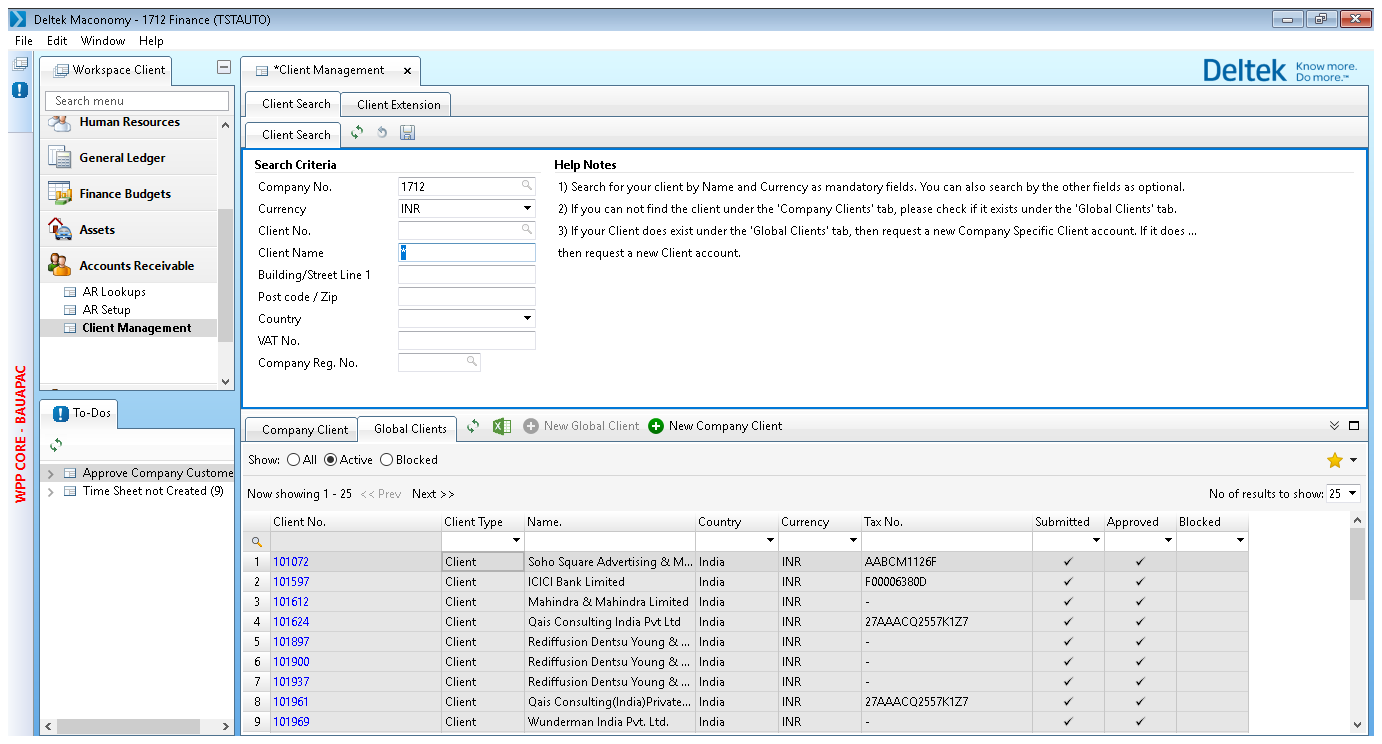 Deltek Maconomy - 1712 Finance (TSTAUTO)
File Edit Window Help
Workspace Client
Search menu
Human Resources
General Ledger
Finance Budgets
Assets
Accounts Receivable
AR Lookups
AR Setup
Client Management
WPP CORE - BAUAPAC
To-Dos
Approve Company Custome
Time Sheet not Created (9)
*Client Management
Deltek Know more.
Do more.™
Client Search Client Extension
Client Search
Search Criteria
Company No. 1712
Currency INR
Client No.
Client Name *
Building/Street Line 1
Post code / Zip
Country
VAT No.
Company Reg. No.
Help Notes
1) Search for your client by Name and Currency as mandatory fields. You can also search by the other fields as optional.
2) If you can not find the client under the 'Company Clients' tab, please check if it exists under the 'Global Clients' tab.
3) If your Client does exist under the 'Global Clients' tab, then request a new Company Specific Client account. If it does ...
then request a new Client account.
Company Client Global Clients New Global Client New Company Client
Show: All Active Blocked
Now showing 1 - 25 << Prev Next >> No of results to show: 25
Client No. Client Type Name. Country Currency Tax No. Submitted Approved Blocked
1 101072 Client Soho Square Advertising & M... India INR AABCM1126F ✓ ✓
2 101597 Client ICICI Bank Limited India INR F00006380D ✓ ✓
3 101612 Client Mahindra & Mahindra Limited India INR - ✓ ✓
4 101624 Client Qais Consulting India Pvt Ltd India INR 27AAACQ2557K1Z7 ✓ ✓
5 101897 Client Rediffusion Dentsu Young & ... India INR - ✓ ✓
6 101900 Client Rediffusion Dentsu Young & ... India INR - ✓ ✓
7 101937 Client Rediffusion Dentsu Young & ... India INR - ✓ ✓
8 101961 Client Qais Consulting(India)Private... India INR 27AAACQ2557K1Z7 ✓ ✓
9 101969 Client Wunderman India Pvt. Ltd. India INR - ✓ ✓